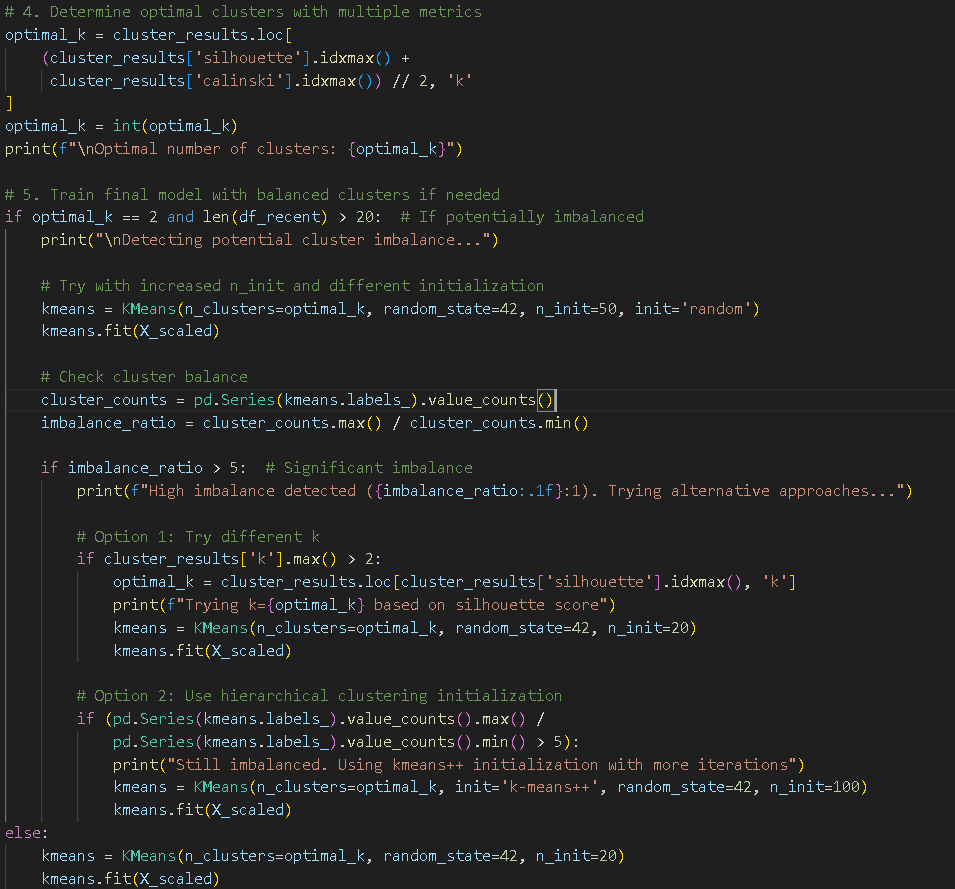 # 4. Determine optimal clusters with multiple metrics
optimal_k = cluster_results.loc[
    (cluster_results['silhouette'].idxmax() +
     cluster_results['calinski'].idxmax()) // 2, 'k'
]
optimal_k = int(optimal_k)
print(f"\nOptimal number of clusters: {optimal_k}")

# 5. Train final model with balanced clusters if needed
if optimal_k == 2 and len(df_recent) > 20:  # If potentially imbalanced
    print("\nDetecting potential cluster imbalance...")

    # Try with increased n_init and different initialization
    kmeans = KMeans(n_clusters=optimal_k, random_state=42, n_init=50, init='random')
    kmeans.fit(X_scaled)

    # Check cluster balance
    cluster_counts = pd.Series(kmeans.labels_).value_counts()
    imbalance_ratio = cluster_counts.max() / cluster_counts.min()

    if imbalance_ratio > 5:  # Significant imbalance
        print(f"High imbalance detected ({imbalance_ratio:.1f}:1). Trying alternative approaches...")

        # Option 1: Try different k
        if cluster_results['k'].max() > 2:
            optimal_k = cluster_results.loc[cluster_results['silhouette'].idxmax(), 'k']
            print(f"Trying k={optimal_k} based on silhouette score")
            kmeans = KMeans(n_clusters=optimal_k, random_state=42, n_init=20)
            kmeans.fit(X_scaled)

        # Option 2: Use hierarchical clustering initialization
        if (pd.Series(kmeans.labels_).value_counts().max() /
            pd.Series(kmeans.labels_).value_counts().min() > 5):
            print("Still imbalanced. Using kmeans++ initialization with more iterations")
            kmeans = KMeans(n_clusters=optimal_k, init='k-means++', random_state=42, n_init=100)
            kmeans.fit(X_scaled)
else:
    kmeans = KMeans(n_clusters=optimal_k, random_state=42, n_init=20)
    kmeans.fit(X_scaled)